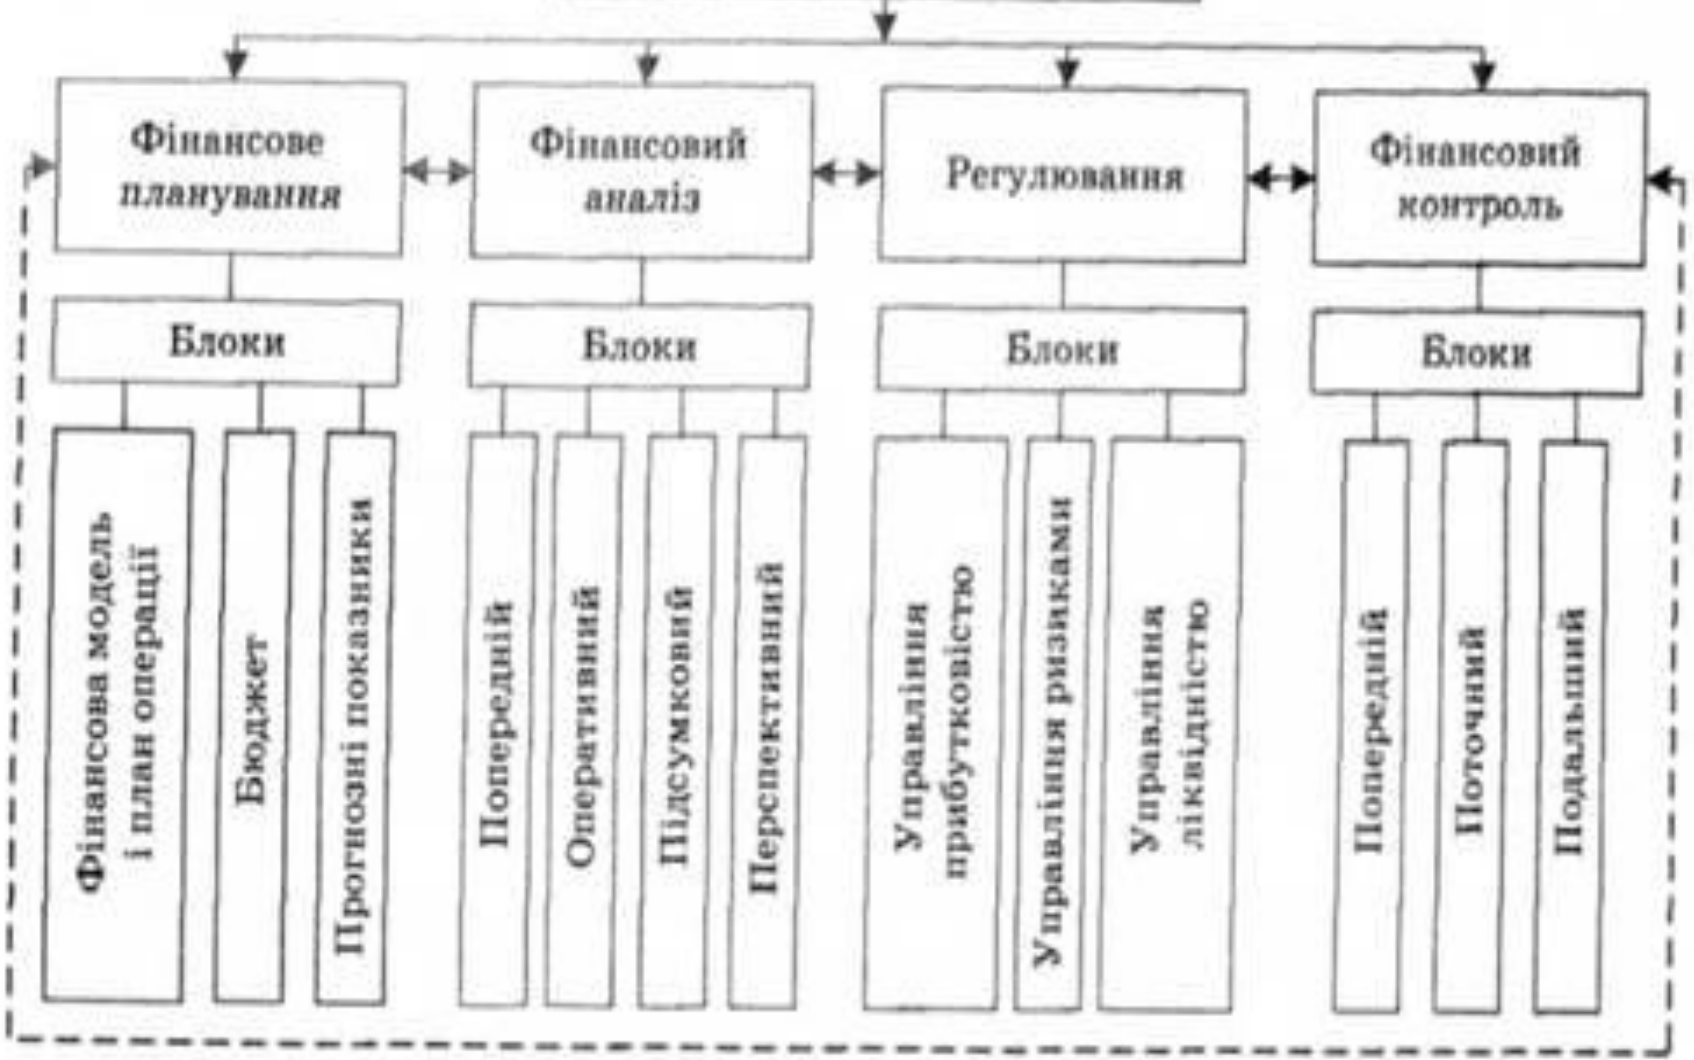 Фінансове
планування
Фінансовий
аналіз
Регулювання
Фінансовий
контроль
Блоки
Блоки
Блоки
Блоки
Фінансова модель
і план операції
Бюджет
Прогнозні показники
Попередній
Оперативний
Підсумковий
Перспективний
Управління
прибутковістю
Управління ризиками
Управління
ліквідністю
Попередній
Поточний
Подальший